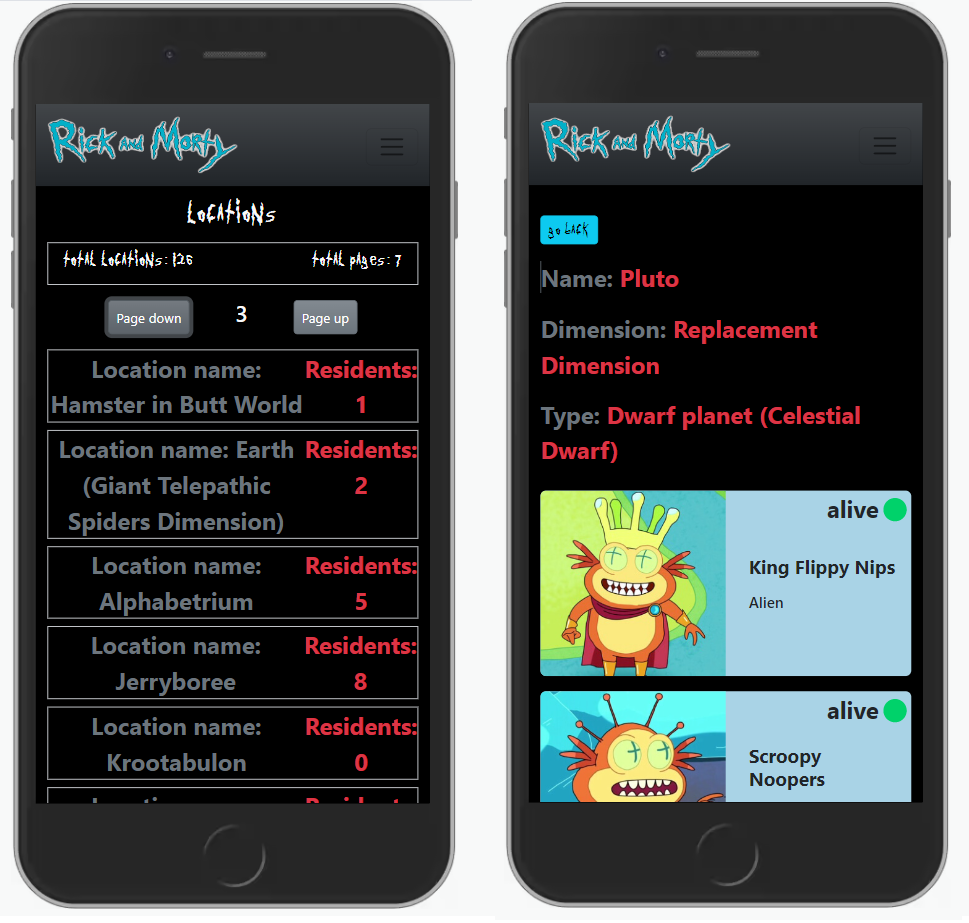 Rick and Morty
Locations
total Locations: 126
total pages: 7
Page down
3
Page up
Location name:
Hamster in Butt World
Residents:
1
Location name: Earth
(Giant Telepathic
Spiders Dimension)
Residents:
2
Location name:
Alphabetrium
Residents:
5
Location name:
Jerryboree
Residents:
8
Location name:
Krootabulon
Residents:
0
Location name:
Residents:
Rick and Morty
go back
Name: Pluto
Dimension: Replacement
Dimension
Type: Dwarf planet (Celestial
Dwarf)
alive
King Flippy Nips
Alien
alive
Scroopy
Noopers